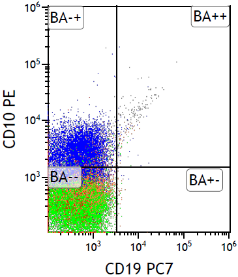 BA-+
BA++
BA--
BA+-
10⁶
10⁵
10⁴
10³
CD10 PE
10³
10⁴
10⁵
10⁶
CD19 PC7